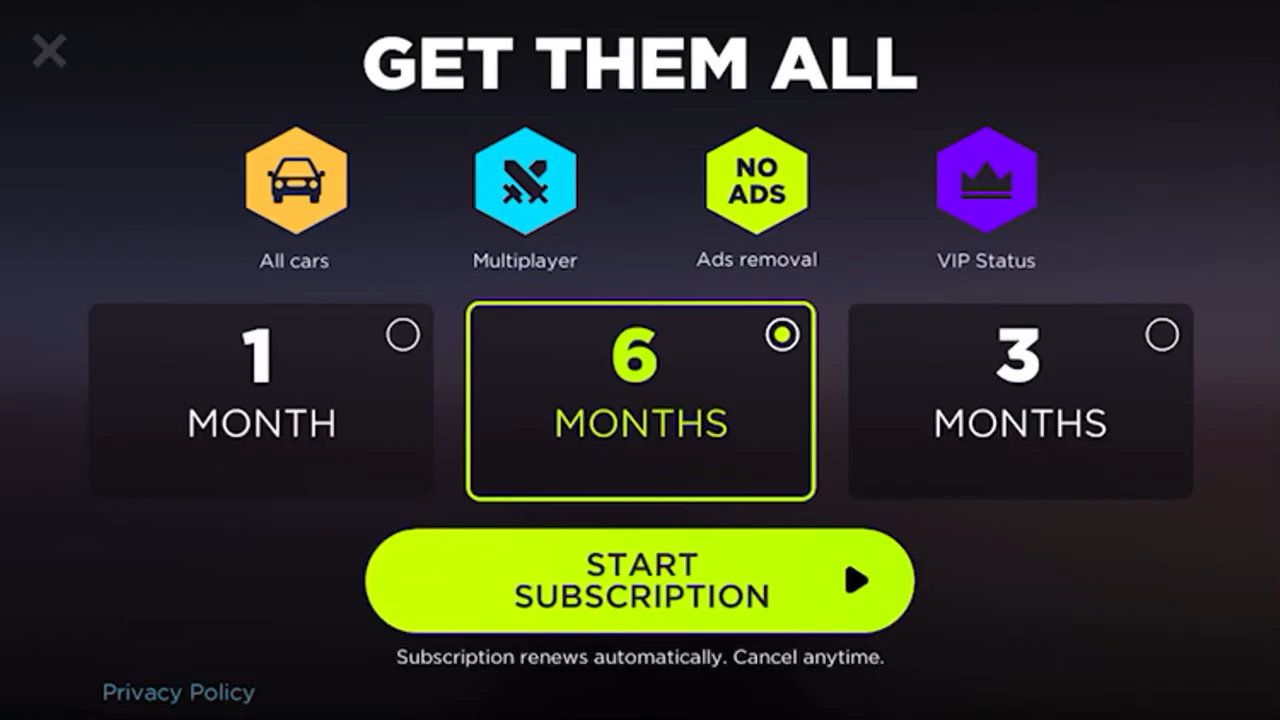 GET THEM ALL
NO
ADS
All cars
Multiplayer
Ads removal
VIP Status
1
MONTH
6
MONTHS
3
MONTHS
START
SUBSCRIPTION
Subscription renews automatically. Cancel anytime.
Privacy Policy